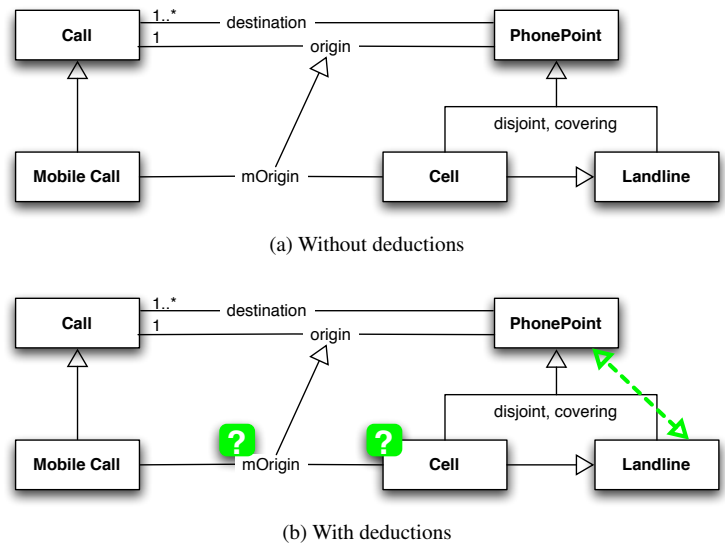 1..*
destination
Call
PhonePoint
1
origin
disjoint, covering
Mobile Call
mOrigin
Cell
Landline
(a) Without deductions
1..*
destination
Call
PhonePoint
1
origin
disjoint, covering
?
?
Mobile Call
mOrigin
Cell
Landline
(b) With deductions